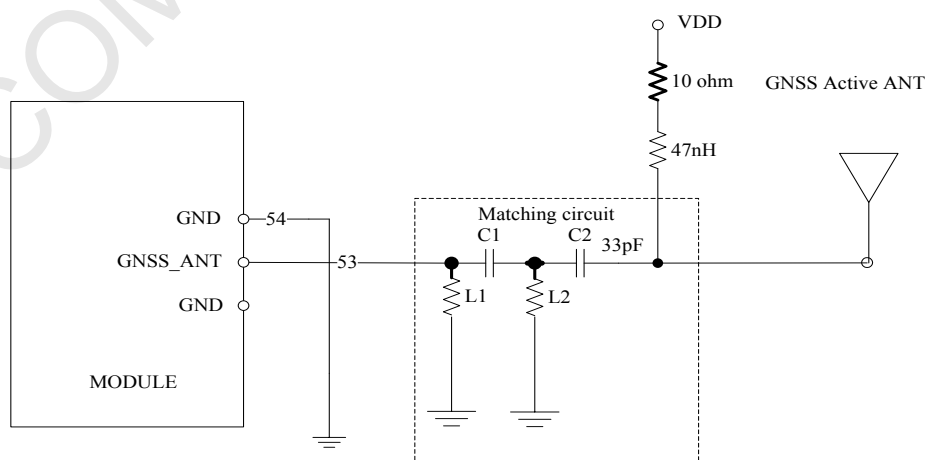 COM
VDD
10 ohm
GNSS Active ANT
47nH
GND
54
Matching circuit
C1
C2
33pF
GNSS_ANT
53
L1
L2
GND
MODULE